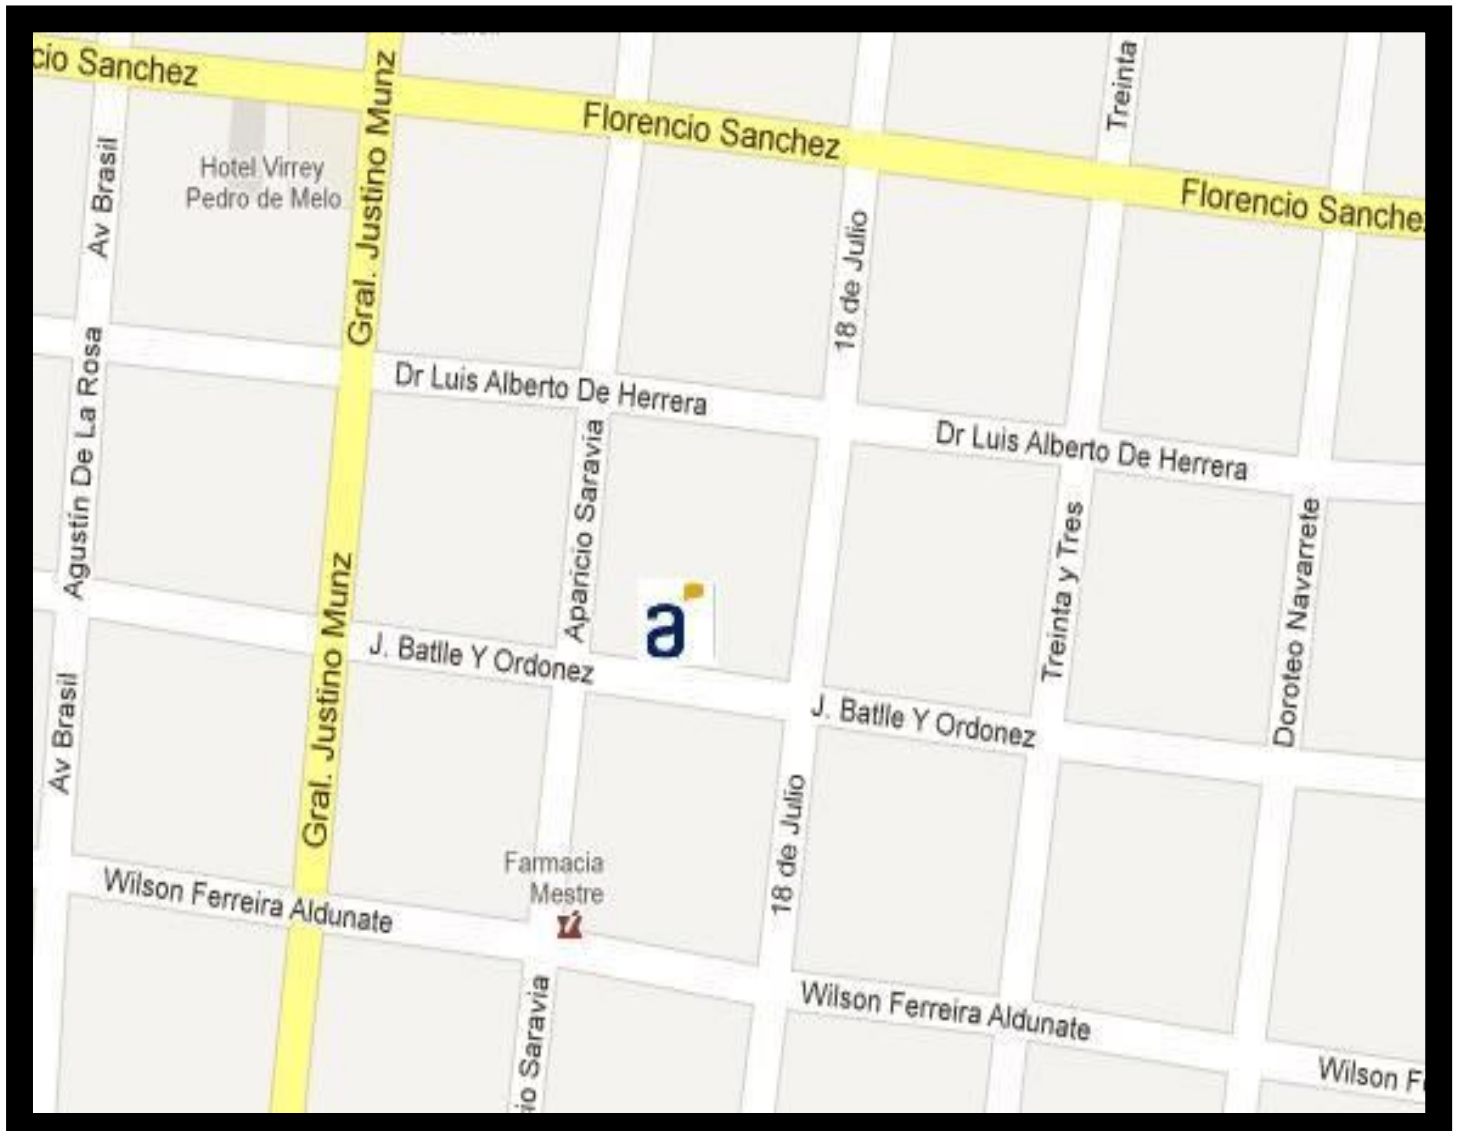 cio Sanchez
Gral. Justino Munz
Florencio Sanchez
Treinta
Florencio Sanche
Av Brasil
Hotel Virrey
Pedro de Melo
18 de Julio
Dr Luis Alberto De Herrera
Dr Luis Alberto De Herrera
Agustín De La Rosa
Aparicio Saravia
Treinta y Tres
Doroteo Navarrete
a
Gral. Justino Munz
J. Batlle Y Ordonez
J. Batlle Y Ordonez
Av Brasil
18 de Julio
Farmacia
Mestre
Wilson Ferreira Aldunate
io Saravia
Wilson Ferreira Aldunate
Wilson F